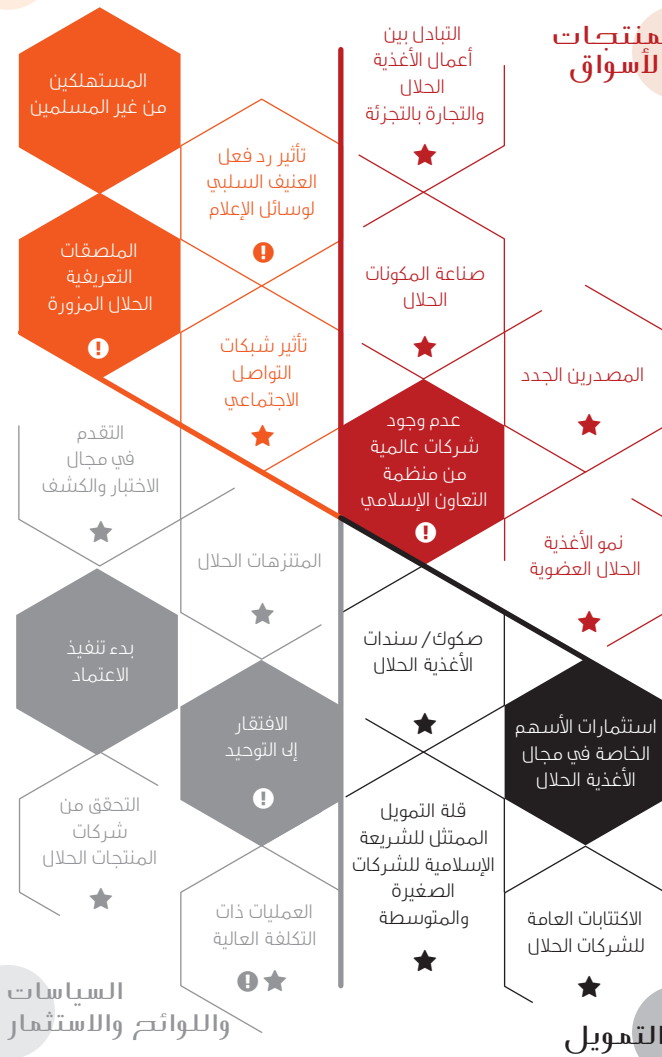 لمنتجات
الأسواق
التبادل بين
أعمال الأغذية
الحلال
والتجارة بالتجزئة
صناعة المكونات
الحلال
المصدرين الجدد
عدم وجود
شركات عالمية
من منظمة
التعاون الإسلامي
نمو الأغذية
الحلال العضوية
المستهلكين
من غير المسلمين
تأثير رد فعل
العنيف السلبي
لوسائل الإعلام
الملصقات
التعريفية
الحلال المزورة
تأثير شبكات
التواصل
الاجتماعي
صكوك/ سندات
الأغذية الحلال
استثمارات الأسهم
الخاصة في مجال
الأغذية الحلال
قلة التمويل
الممتثل للشريعة
الإسلامية للشركات
الصغيرة
والمتوسطة
الاكتتابات العامة
للشركات الحلال
التمويل
التقدم
في مجال
الاختبار والكشف
المتنزهات الحلال
بدء تنفيذ
الاعتماد
الافتقار
إلى التوحيد
التحقق من
شركات
المنتجات الحلال
العمليات ذات
التكلفة العالية
السياسات
واللوائح والاستثمار